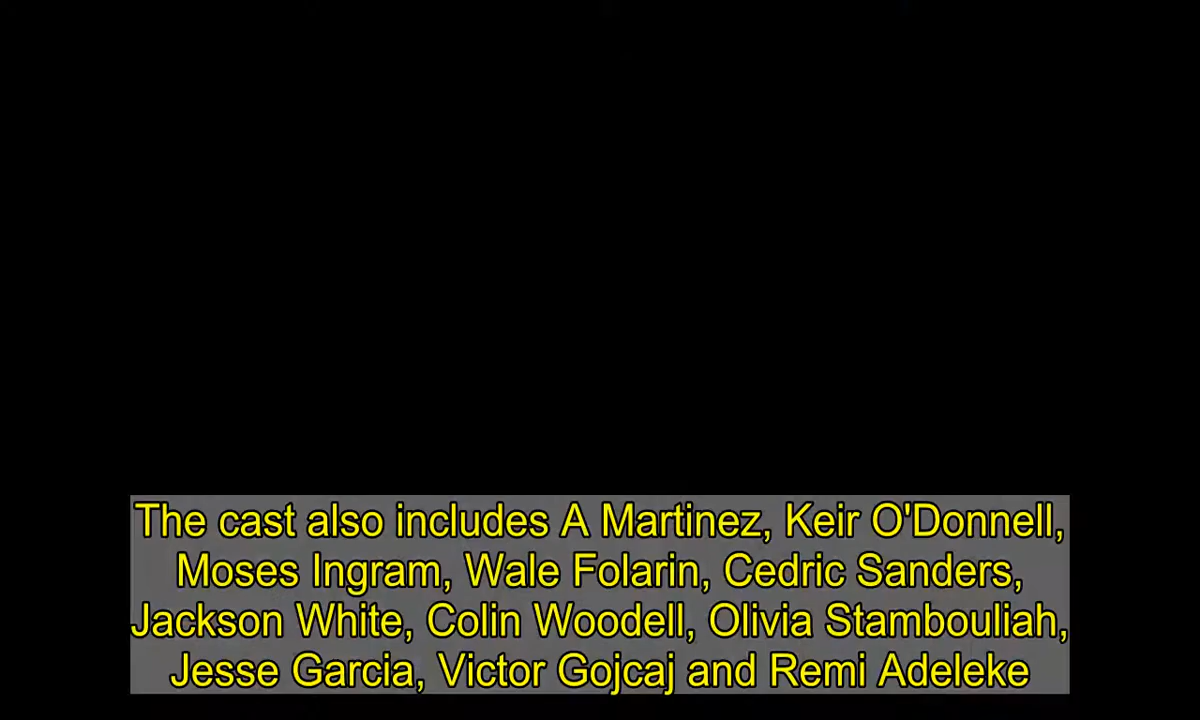 The cast also includes A Martinez, Keir O'Donnell,
Moses Ingram, Wale Folarin, Cedric Sanders,
Jackson White, Colin Woodell, Olivia Stambouliah,
Jesse Garcia, Victor Gojcaj and Remi Adeleke